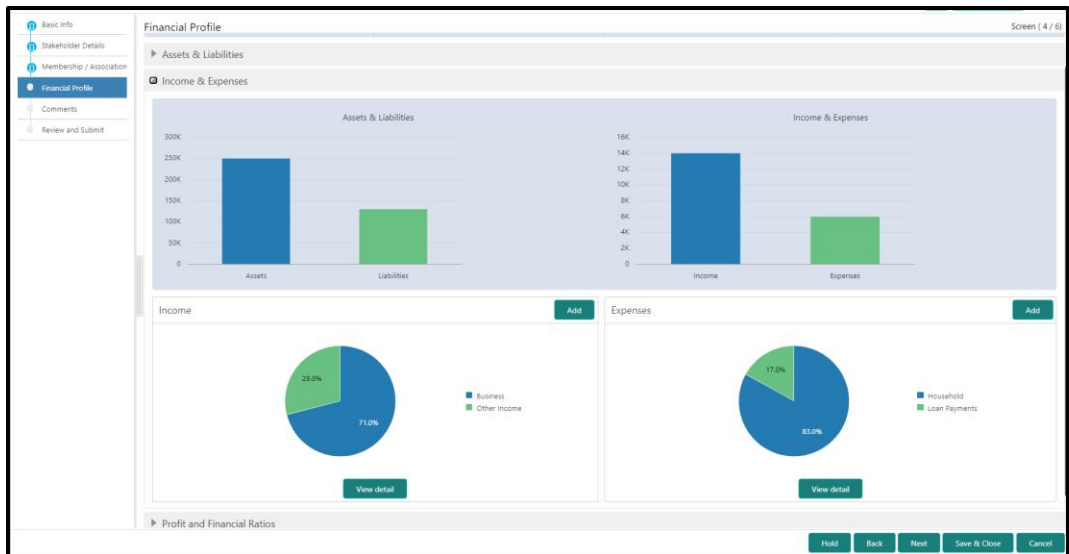 Basic Info
Stakeholder Details
Membership / Association
Financial Profile
Comments
Review and Submit
Financial Profile
Screen ( 4 / 6)
Assets & Liabilities
Income & Expenses
Assets & Liabilities
300K
250K
200K
150K
100K
50K
0
Assets
Liabilities
Income & Expenses
16K
14K
12K
10K
8K
6K
4K
2K
0
Income
Expenses
Income
Add
29.0%
71.0%
Business
Other Income
View detail
Expenses
Add
17.0%
83.0%
Household
Loan Payments
View detail
Profit and Financial Ratios
Hold
Back
Next
Save & Close
Cancel